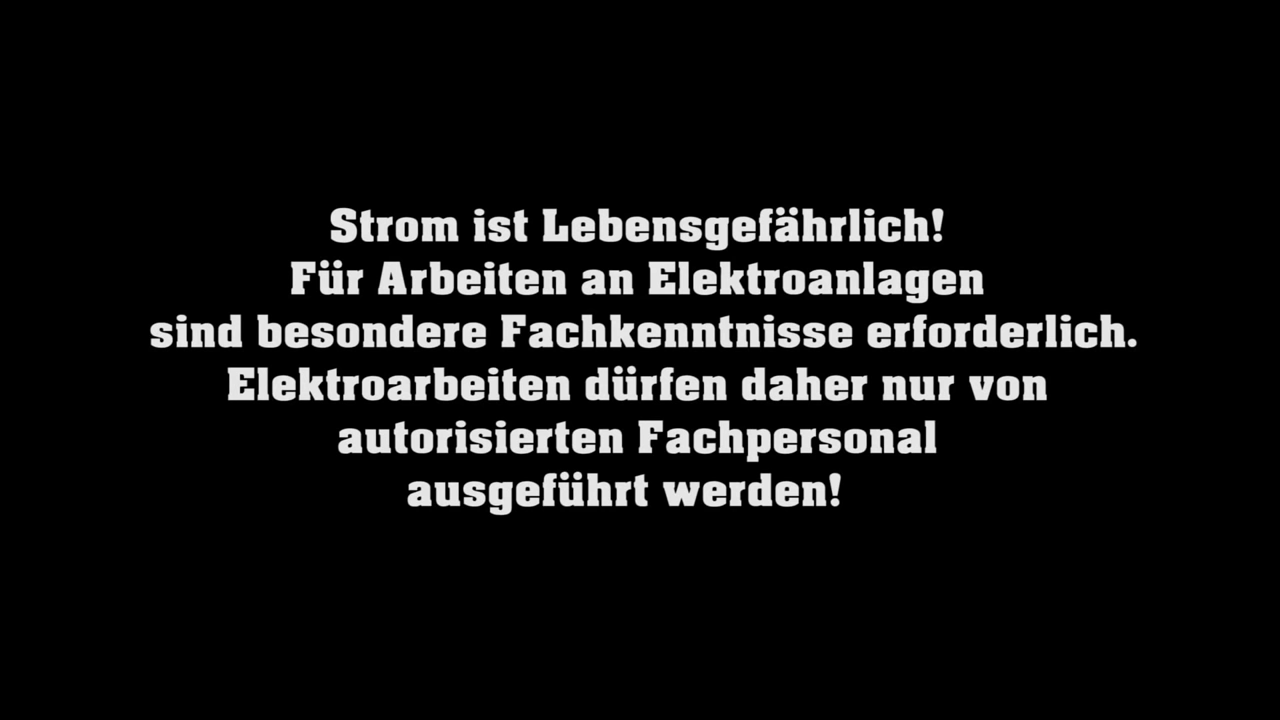 Strom ist Lebensgefährlich!
Für Arbeiten an Elektroanlagen
sind besondere Fachkenntnisse erforderlich.
Elektroarbeiten dürfen daher nur von
autorisierten Fachpersonal
ausgeführt werden!